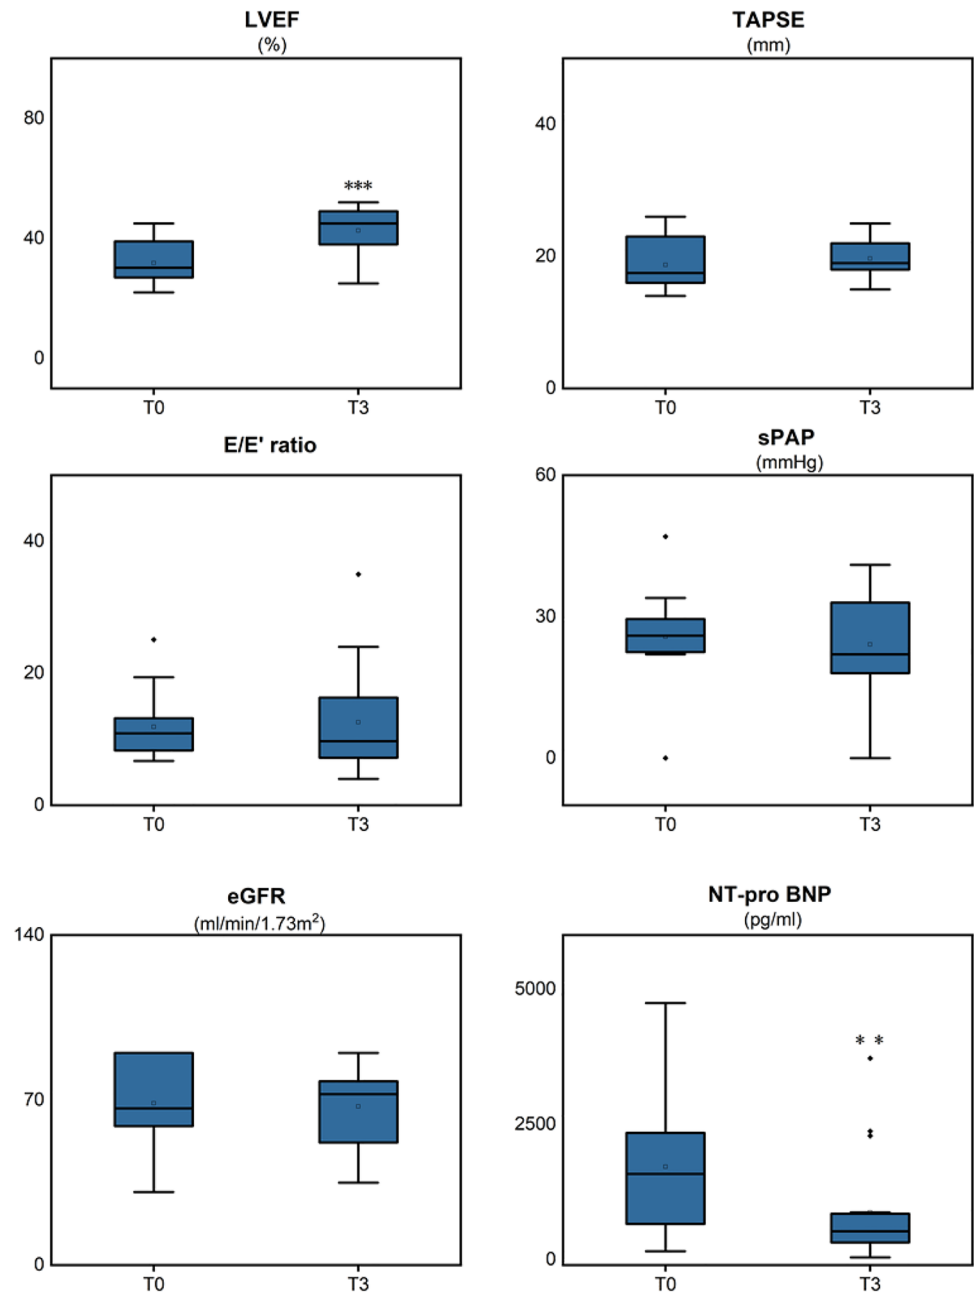 LVEF
(%)
80
40
0
***
T0
T3
TAPSE
(mm)
40
20
0
T0
T3
E/E' ratio
40
20
0
T0
T3
sPAP
(mmHg)
60
30
0
T0
T3
eGFR
(ml/min/1.73m²)
140
70
0
T0
T3
NT-pro BNP
(pg/ml)
5000
2500
0
* *
T0
T3